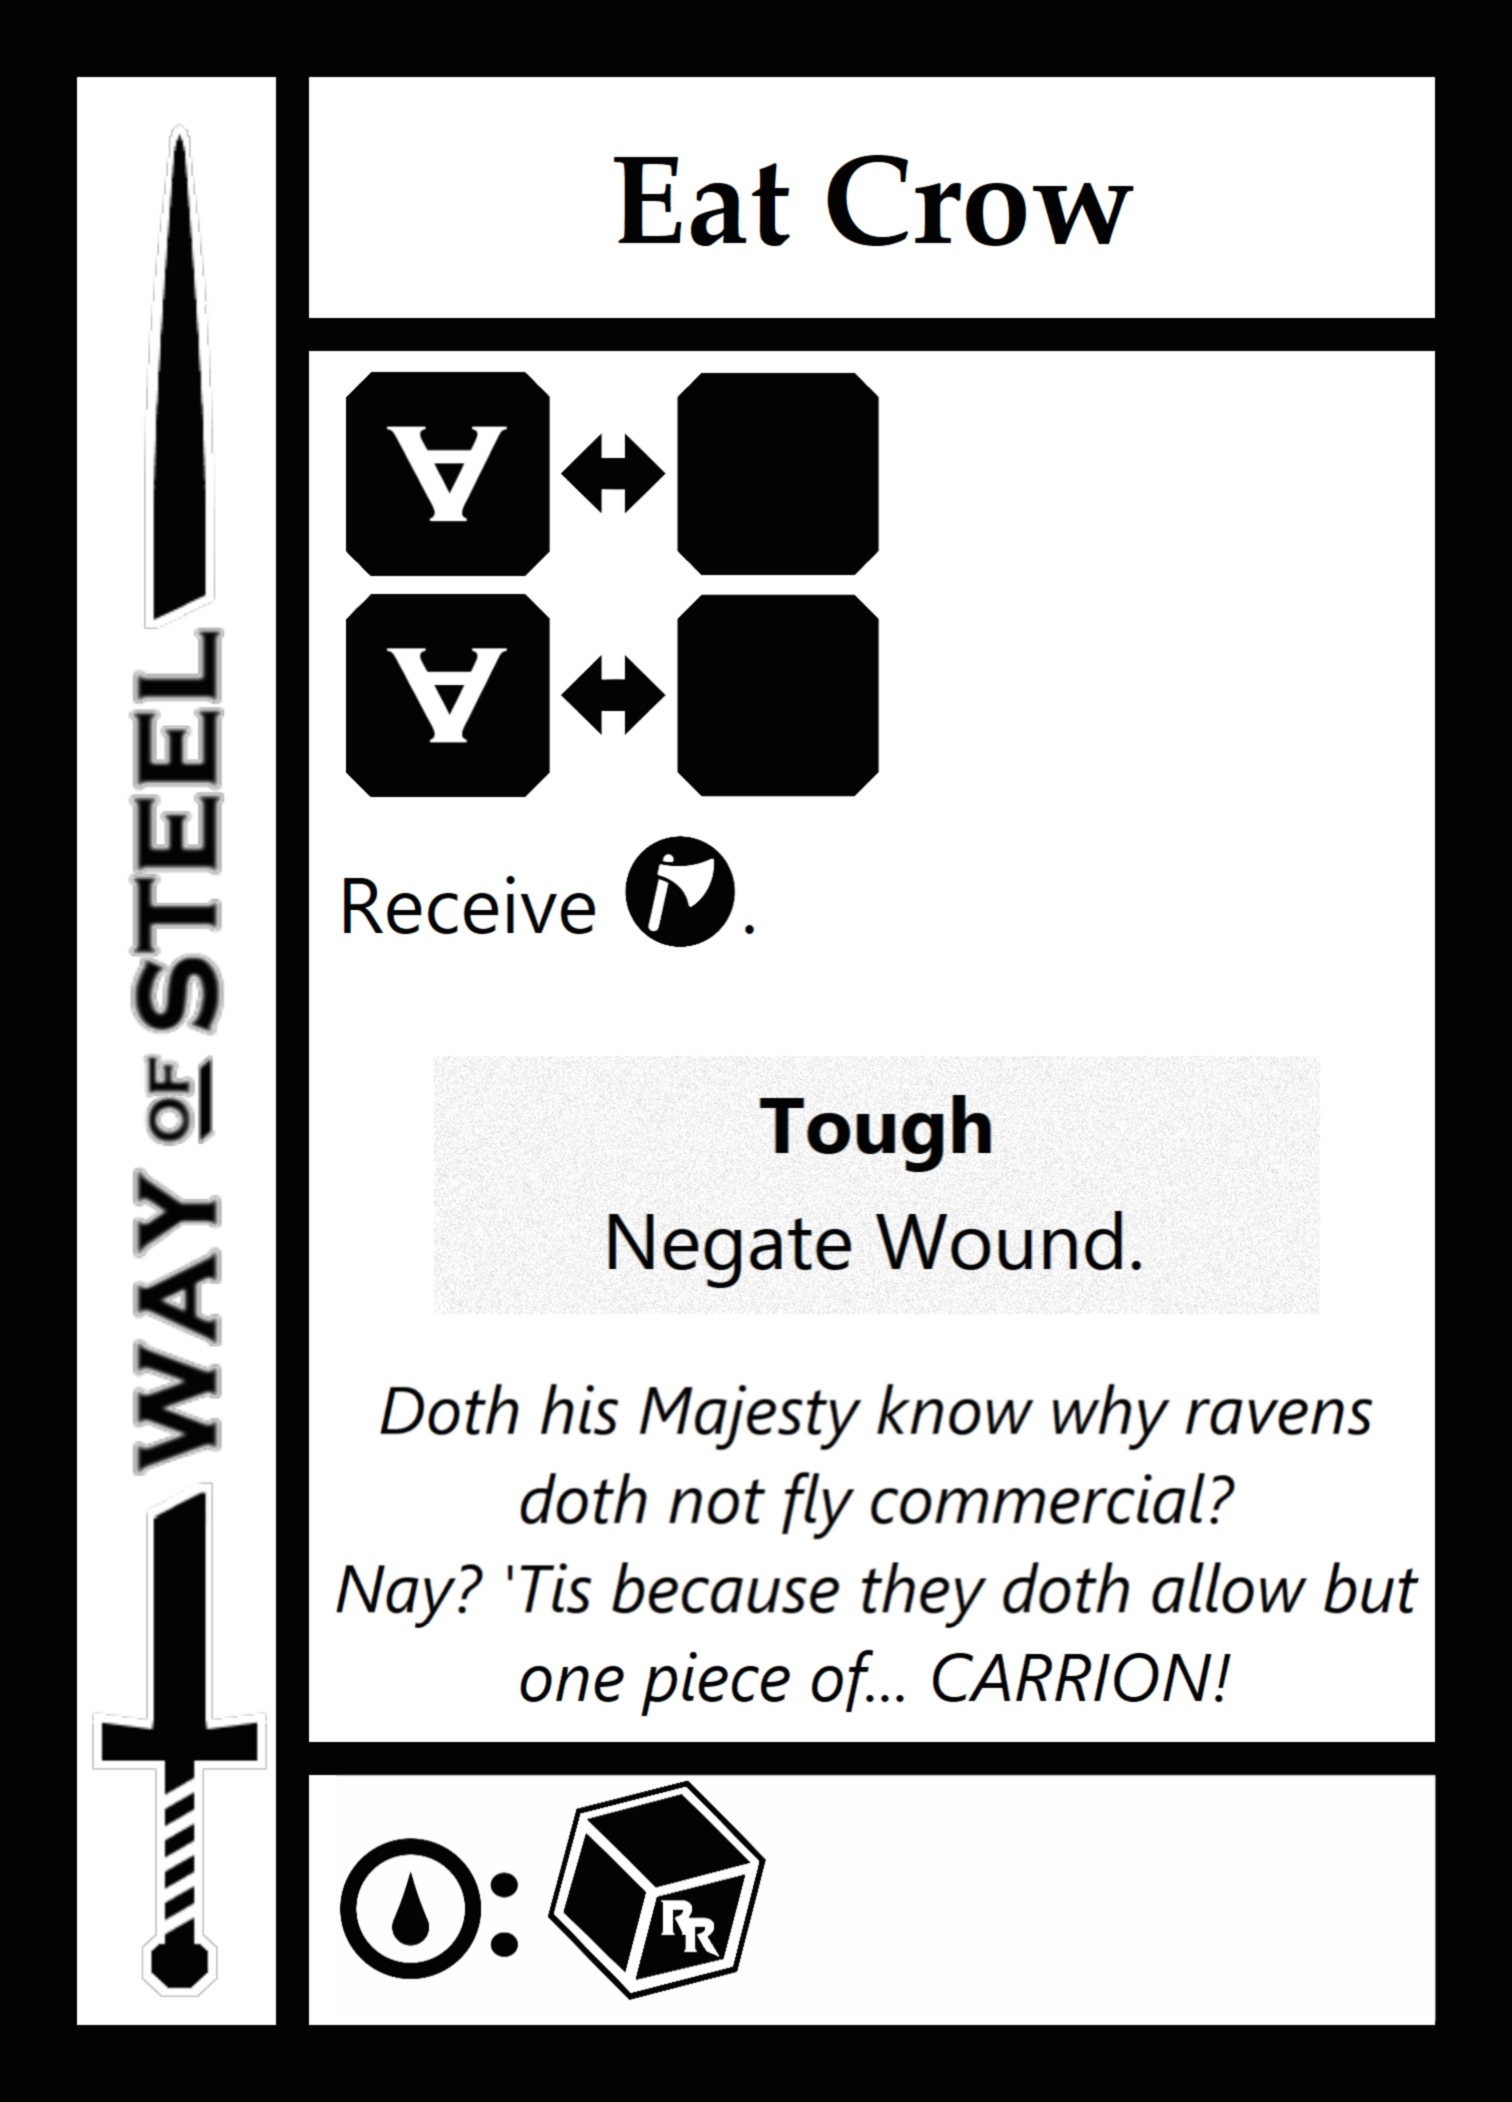 Eat Crow
∀
∀
Receive .
Tough
Negate Wound.
Doth his Majesty know why ravens
doth not fly commercial?
Nay? 'Tis because they doth allow but
one piece of... CARRION!
:
RR
WAY OF STEEL